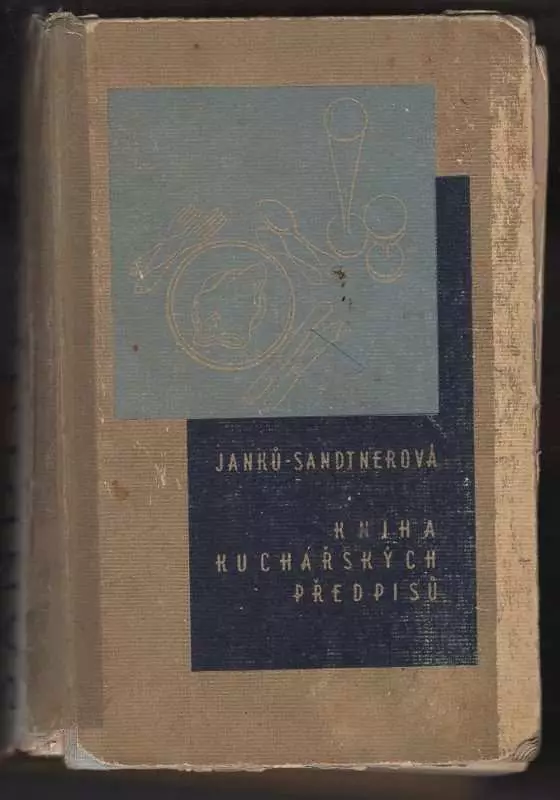 JANKŮ-SANDTNEROVÁ
KNIHA
KUCHAŘSKÝCH
PŘEDPISŮ